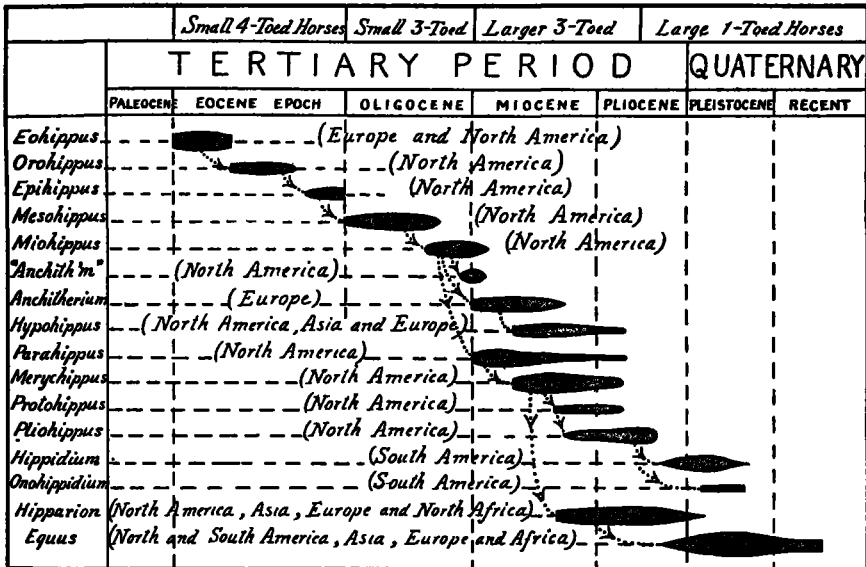 Small 4-Toed Horses Small 3-Toed Larger 3-Toed Large 1-Toed Horses
TERTIARY PERIOD QUATERNARY
PALEOCENE EOCENE EPOCH OLIGOCENE MIOCENE PLIOCENE PLEISTOCENE RECENT
Eohippus (Europe and North America)
Orohippus (North America)
Epihippus (North America)
Mesohippus (North America)
Miohippus (North America)
"Anchith'm" (North America)
Anchitherium (Europe)
Hypohippus (North America, Asia and Europe)
Parahippus (North America)
Merychippus (North America)
Protohippus (North America)
Pliohippus (North America)
Hippidium (South America)
Onohippidium (South America)
Hipparion (North America, Asia, Europe and North Africa)
Equus (North and South America, Asia, Europe and Africa)